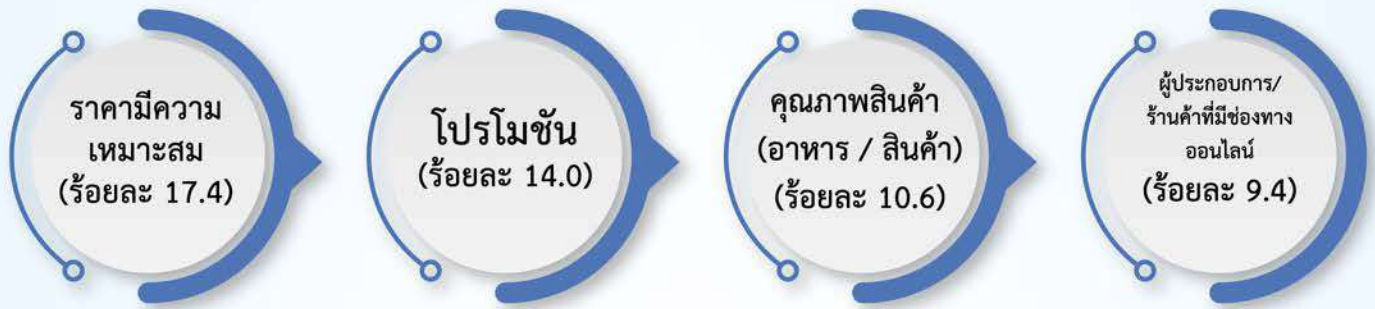 ราคามีความ
เหมาะสม
(ร้อยละ 17.4)
โปรโมชัน
(ร้อยละ 14.0)
คุณภาพสินค้า
(อาหาร / สินค้า)
(ร้อยละ 10.6)
ผู้ประกอบการ/
ร้านค้าที่มีช่องทาง
ออนไลน์
(ร้อยละ 9.4)